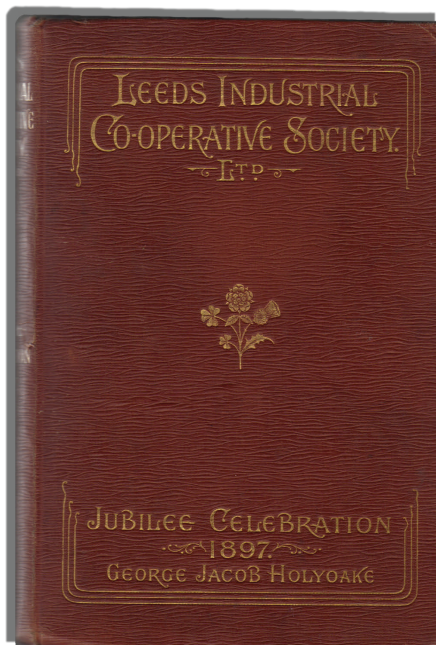 LEEDS INDUSTRIAL
CO-OPERATIVE SOCIETY.
LTD
JUBILEE CELEBRATION
1897.
GEORGE JACOB HOLYOAKE